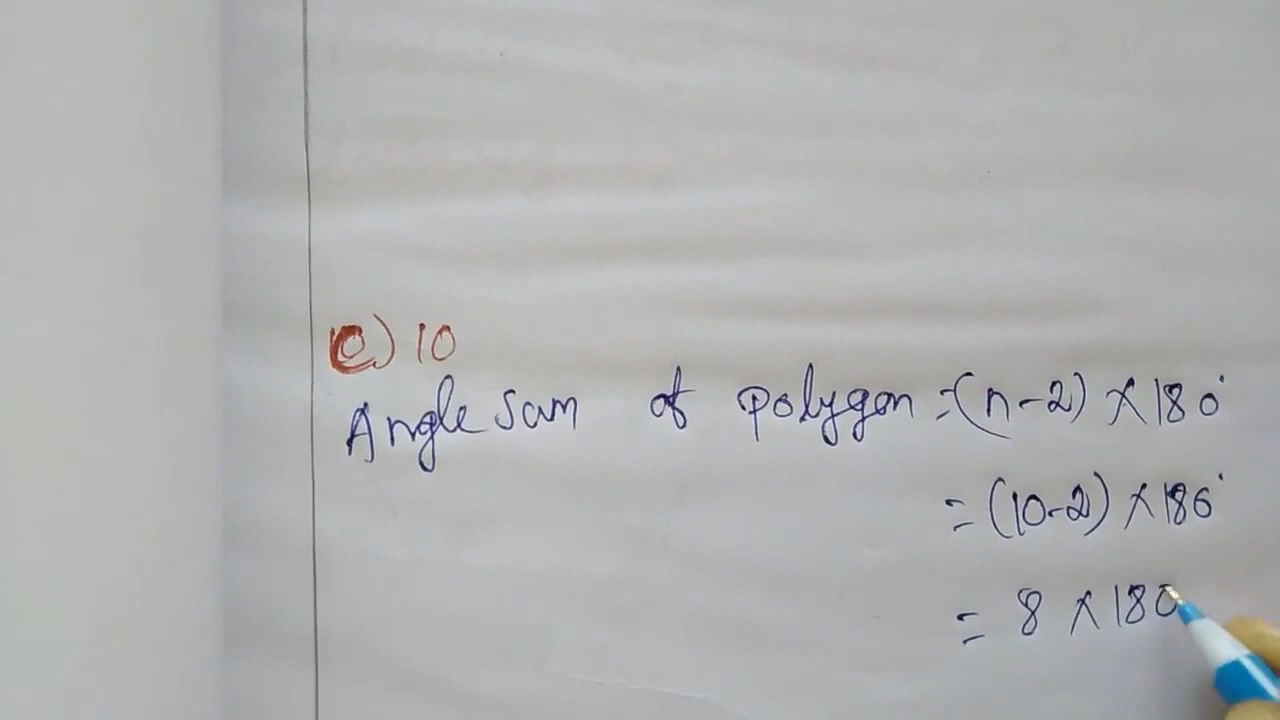 c) 10
Angle sum of polygon = (n-2) × 180°
= (10-2) × 180°
= 8 × 180